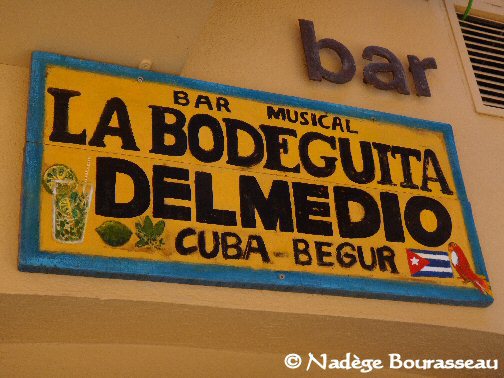 bar
BAR MUSICAL
LA BODEGUITA
DELMEDIO
CUBA - BEGUR
© Nadège Bourasseau